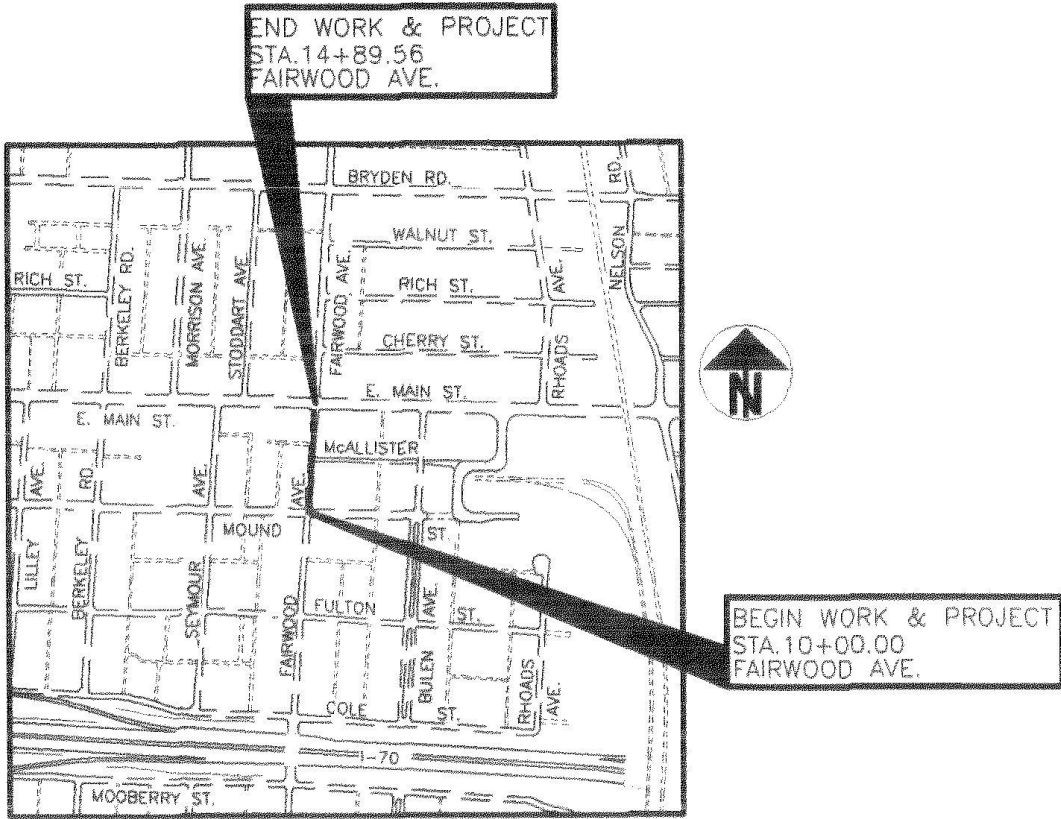 END WORK & PROJECT
STA.14+89.56
FAIRWOOD AVE.
BRYDEN RD.
RD.
NELSON
WALNUT ST.
RICH ST.
RICH ST.
BERKELEY RD.
MORRISON AVE.
STODDART AVE.
FAIRWOOD AVE.
AVE.
RHOADS
CHERRY ST.
E. MAIN ST.
E. MAIN ST.
N
McALLISTER
AVE.
RD.
AVE.
AVE.
MOUND
ST.
LILLEY
BERKELEY
SEYMOUR
FAIRWOOD
FULTON
AVE.
ST.
BULEN
RHOADS
AVE.
COLE
ST.
I-70
MOOBERRY ST.
BEGIN WORK & PROJECT
STA.10+00.00
FAIRWOOD AVE.